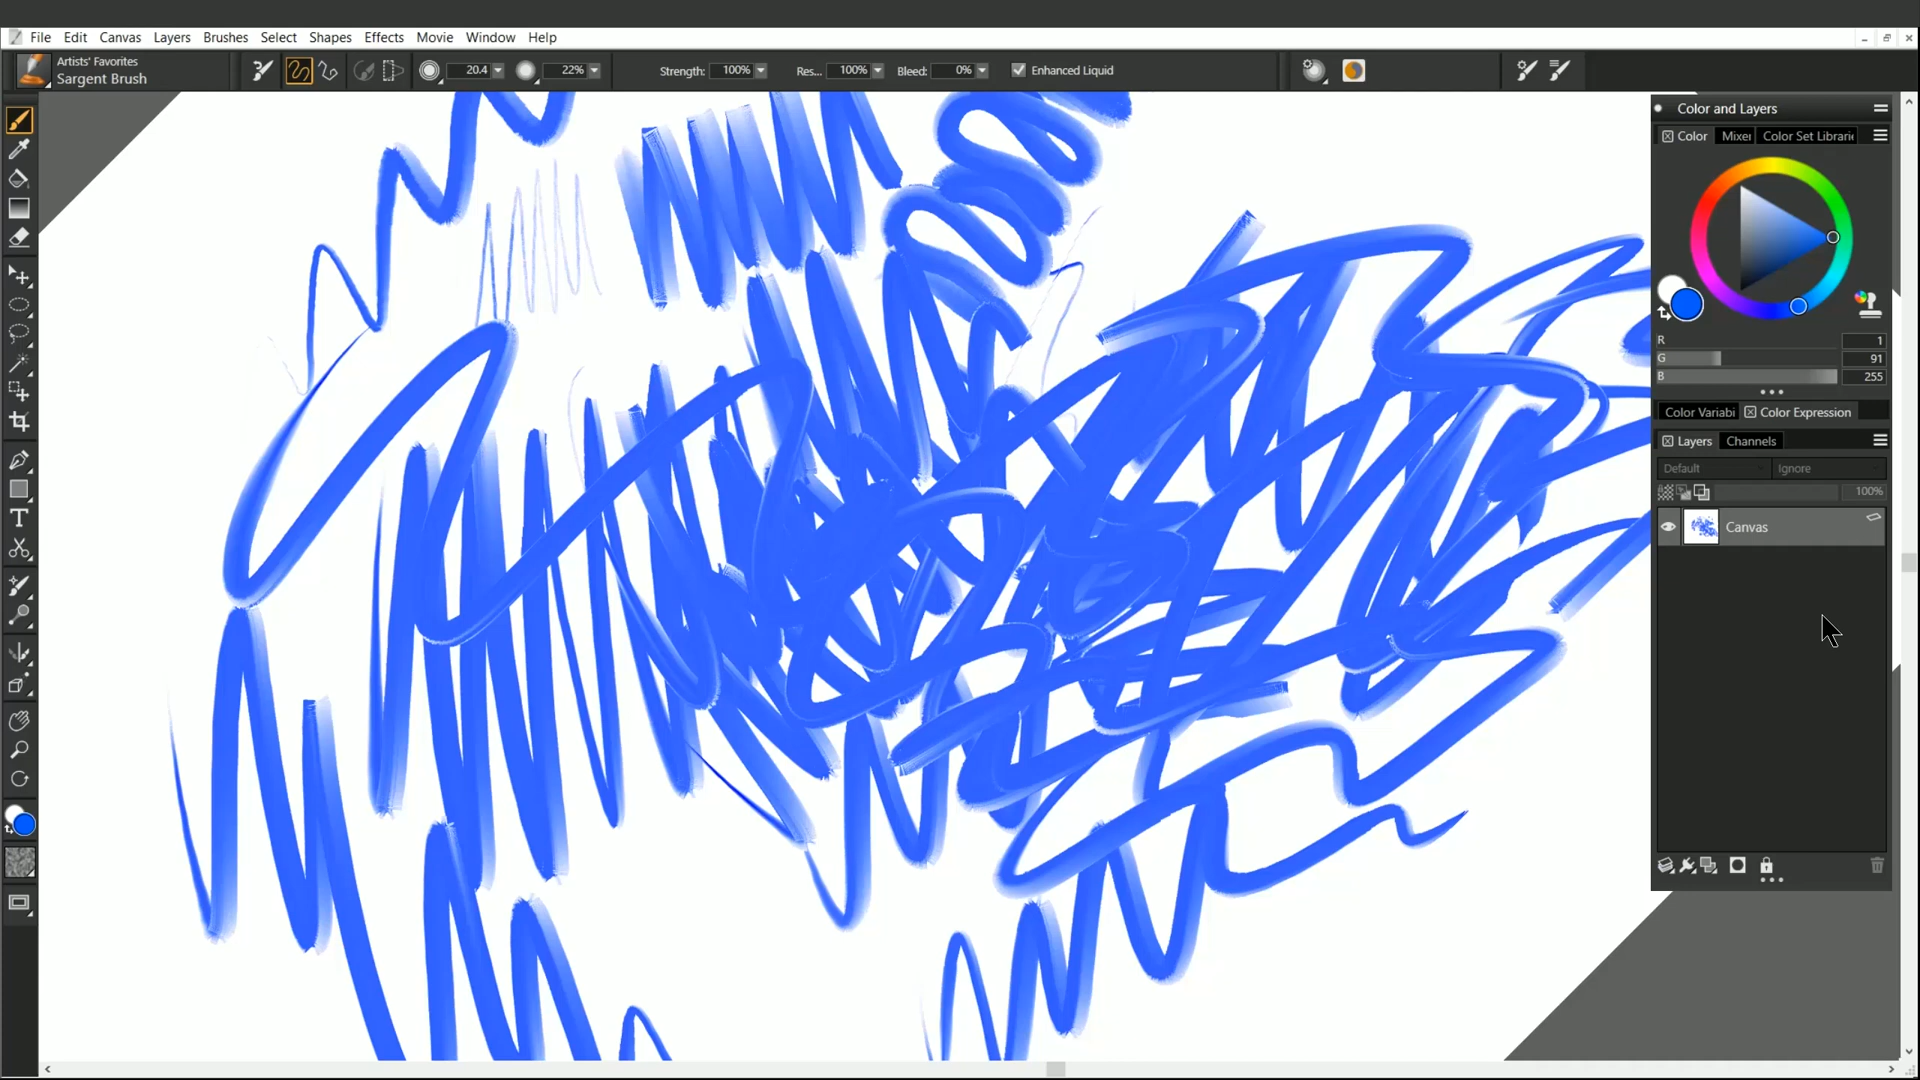 File Edit Canvas Layers Brushes Select Shapes Effects Movie Window Help
Artists' Favorites
Sargent Brush
20.4 22% Strength: 100% Res... 100% Bleed: 0% Enhanced Liquid
Color and Layers
Color Mixer Color Set Librarie
R 1
G 91
B 255
Color Variabi Color Expression
Layers Channels
Default Ignore
100%
Canvas